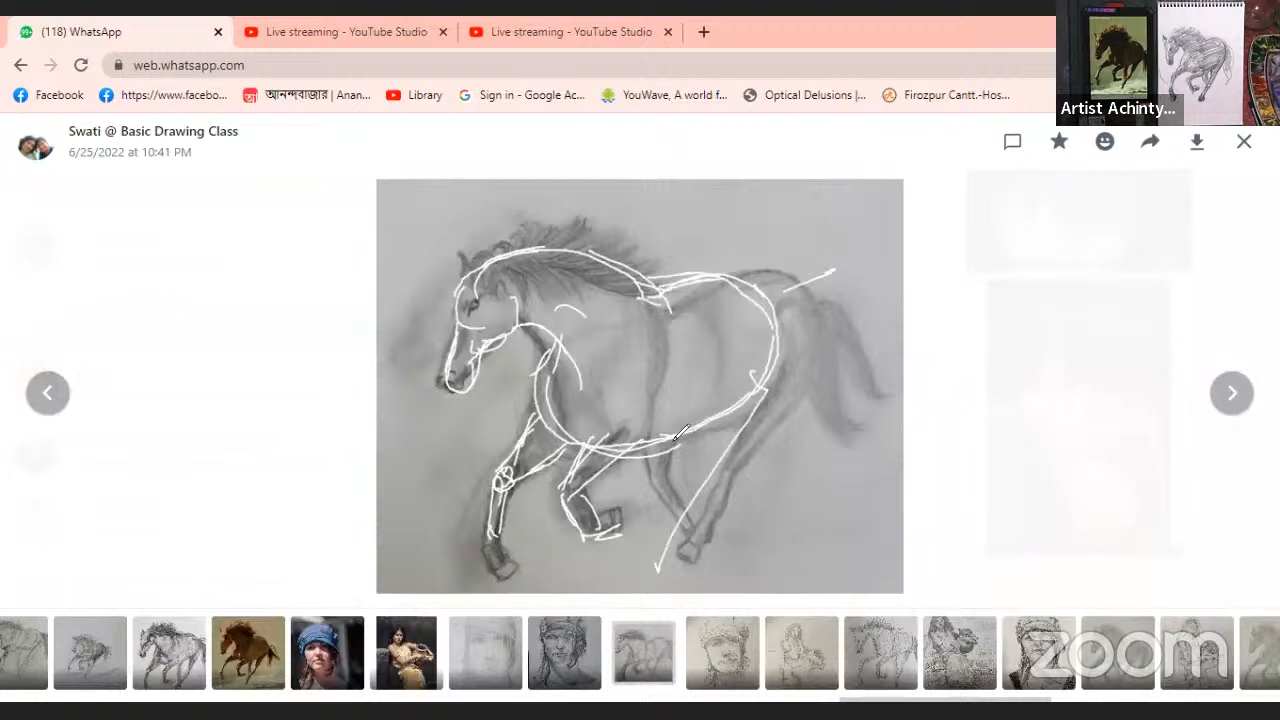 (118) WhatsApp
Live streaming - YouTube Studio
Live streaming - YouTube Studio
web.whatsapp.com
Facebook
https://www.facebo...
আনন্দবাজার | Anan...
Library
Sign in - Google Ac...
YouWave, A world f...
Optical Delusions |...
Firozpur Cantt.-Hos...
Artist Achinty...
Swati @ Basic Drawing Class
6/25/2022 at 10:41 PM
zoom